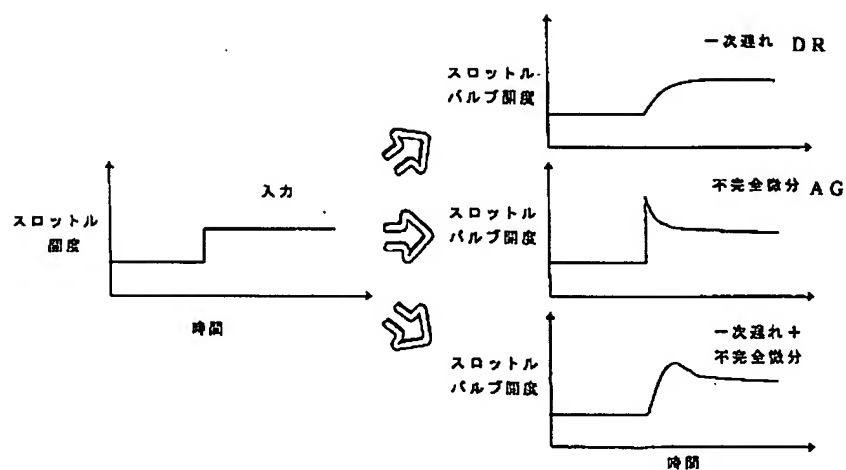 スロットル
開度
入力
時間
一次遅れ DR
スロットル
バルブ開度
不完全微分 AG
スロットル
バルブ開度
一次遅れ+
不完全微分
スロットル
バルブ開度
時間